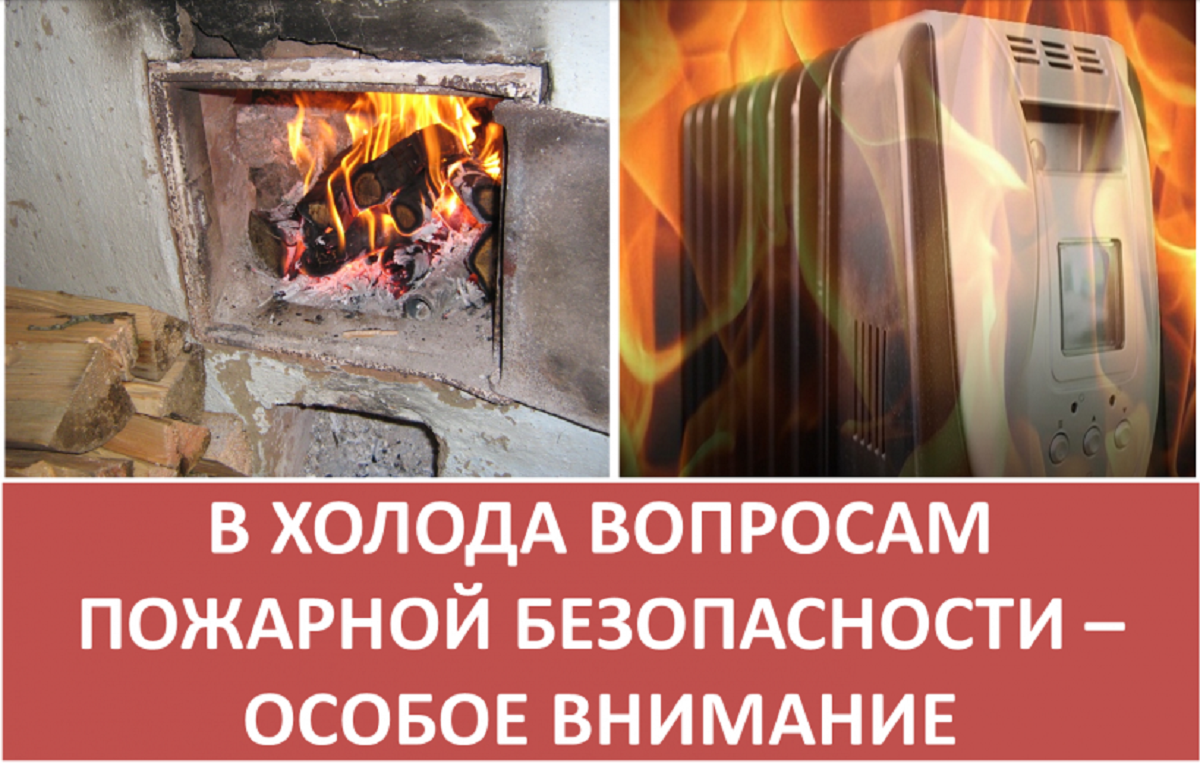 В ХОЛОДА ВОПРОСАМ
ПОЖАРНОЙ БЕЗОПАСНОСТИ –
ОСОБОЕ ВНИМАНИЕ